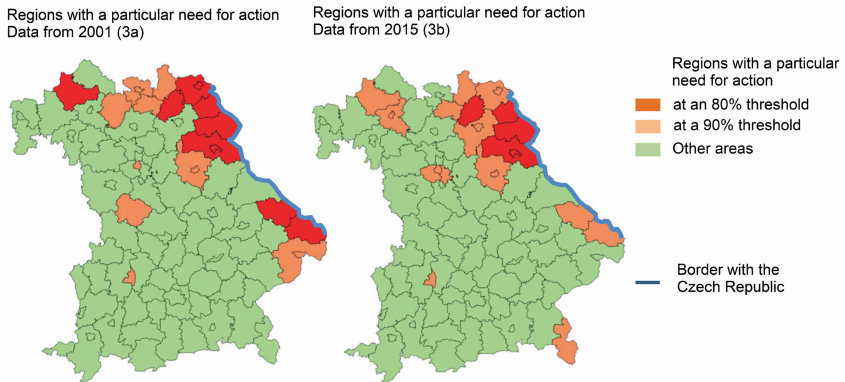 Regions with a particular need for action
Data from 2001 (3a)
Regions with a particular need for action
Data from 2015 (3b)
Regions with a particular
need for action
at an 80% threshold
at a 90% threshold
Other areas
Border with the
Czech Republic